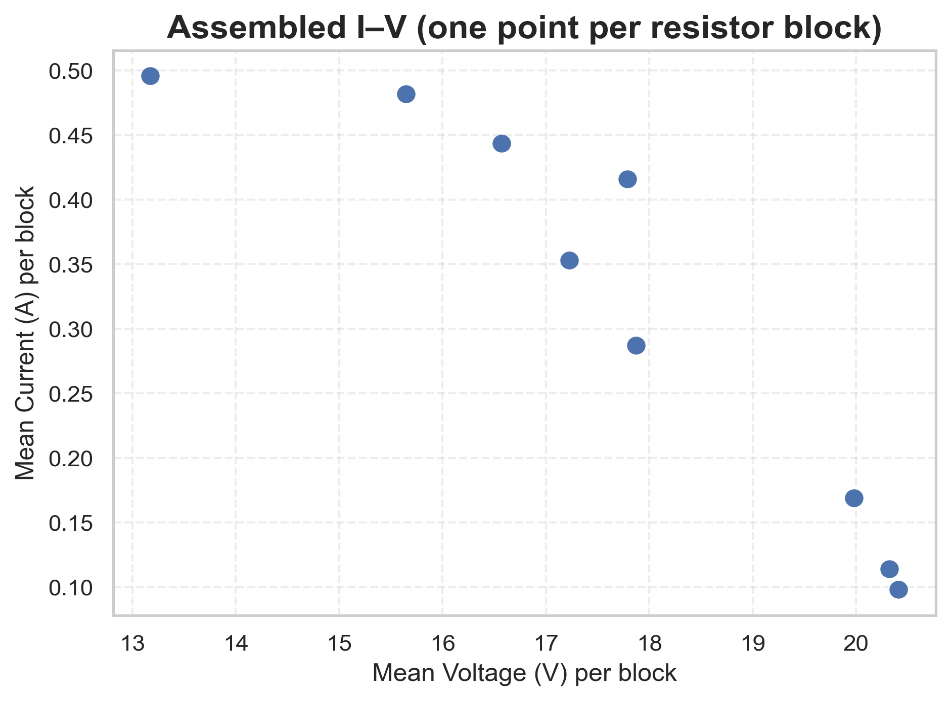 Assembled I–V (one point per resistor block)
Mean Current (A) per block
0.50
0.45
0.40
0.35
0.30
0.25
0.20
0.15
0.10
13 14 15 16 17 18 19 20
Mean Voltage (V) per block